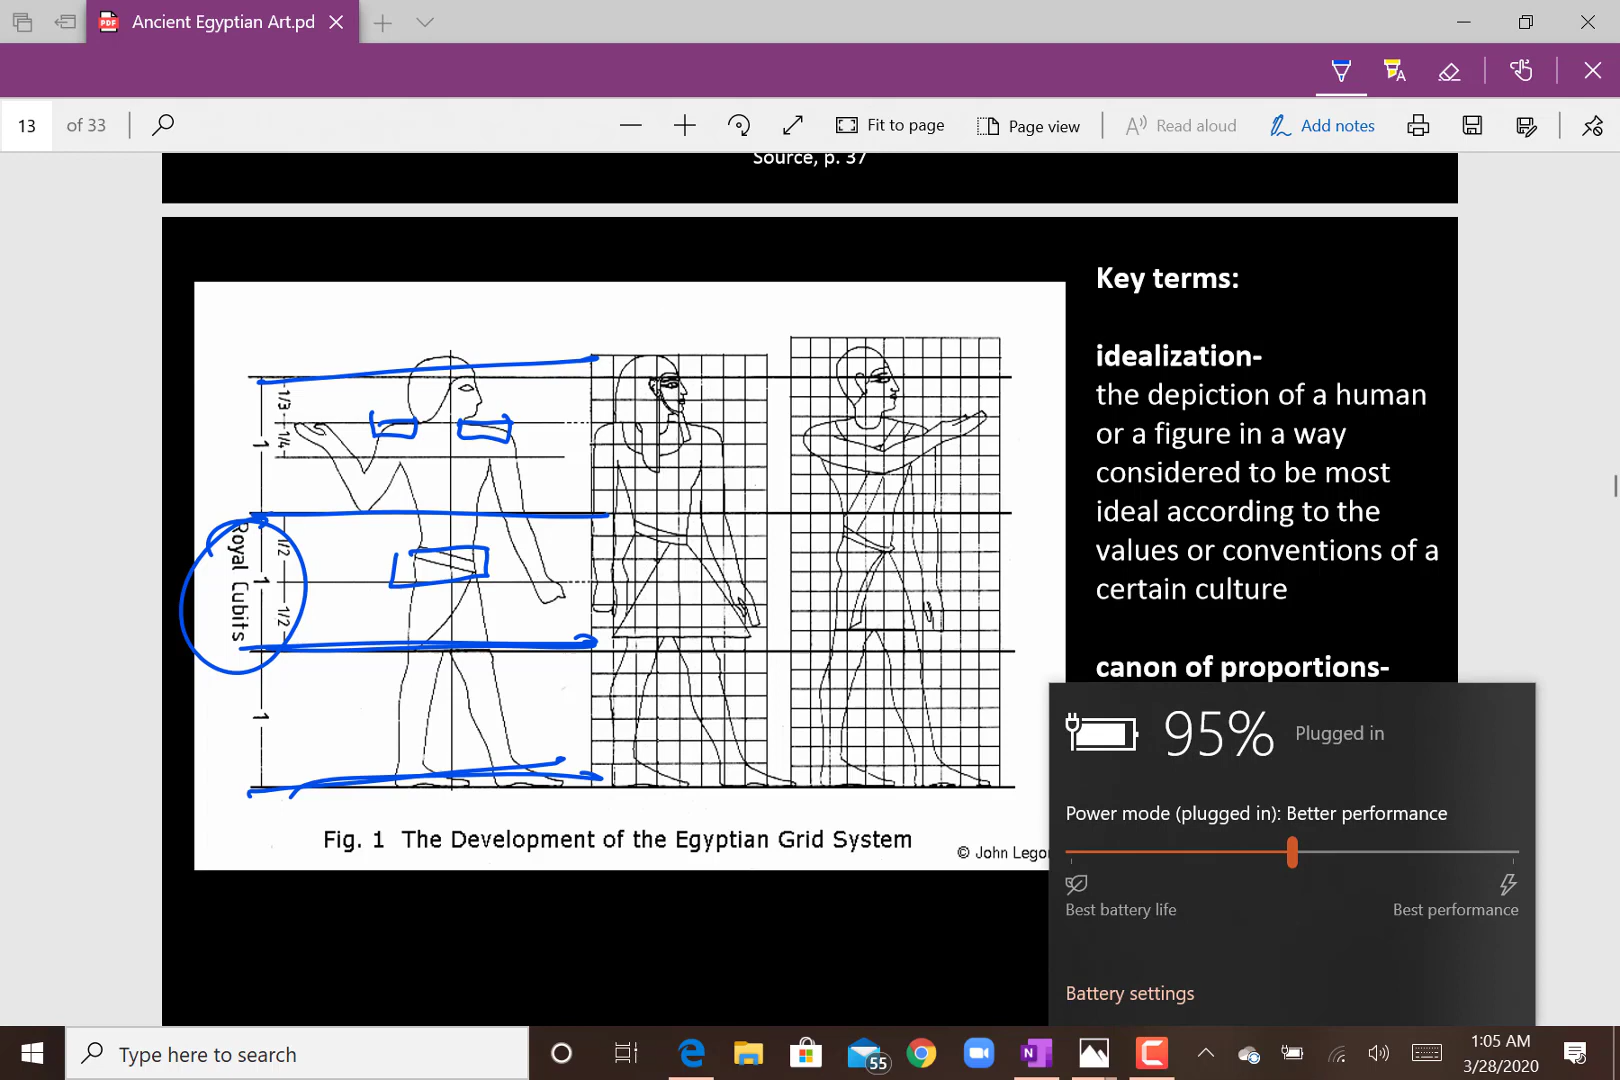 Ancient Egyptian Art.pd
13 of 33
Fit to page
Page view
Read aloud
Add notes
Source, p. 37
Key terms:
idealization-
the depiction of a human
or a figure in a way
considered to be most
ideal according to the
values or conventions of a
certain culture
canon of proportions-
1/3
1/4
1
1/2
1
1/2
1
Royal Cubits
Fig. 1 The Development of the Egyptian Grid System
© John Lego
95% Plugged in
Power mode (plugged in): Better performance
Best battery life
Best performance
Battery settings
Type here to search
55
1:05 AM
3/28/2020